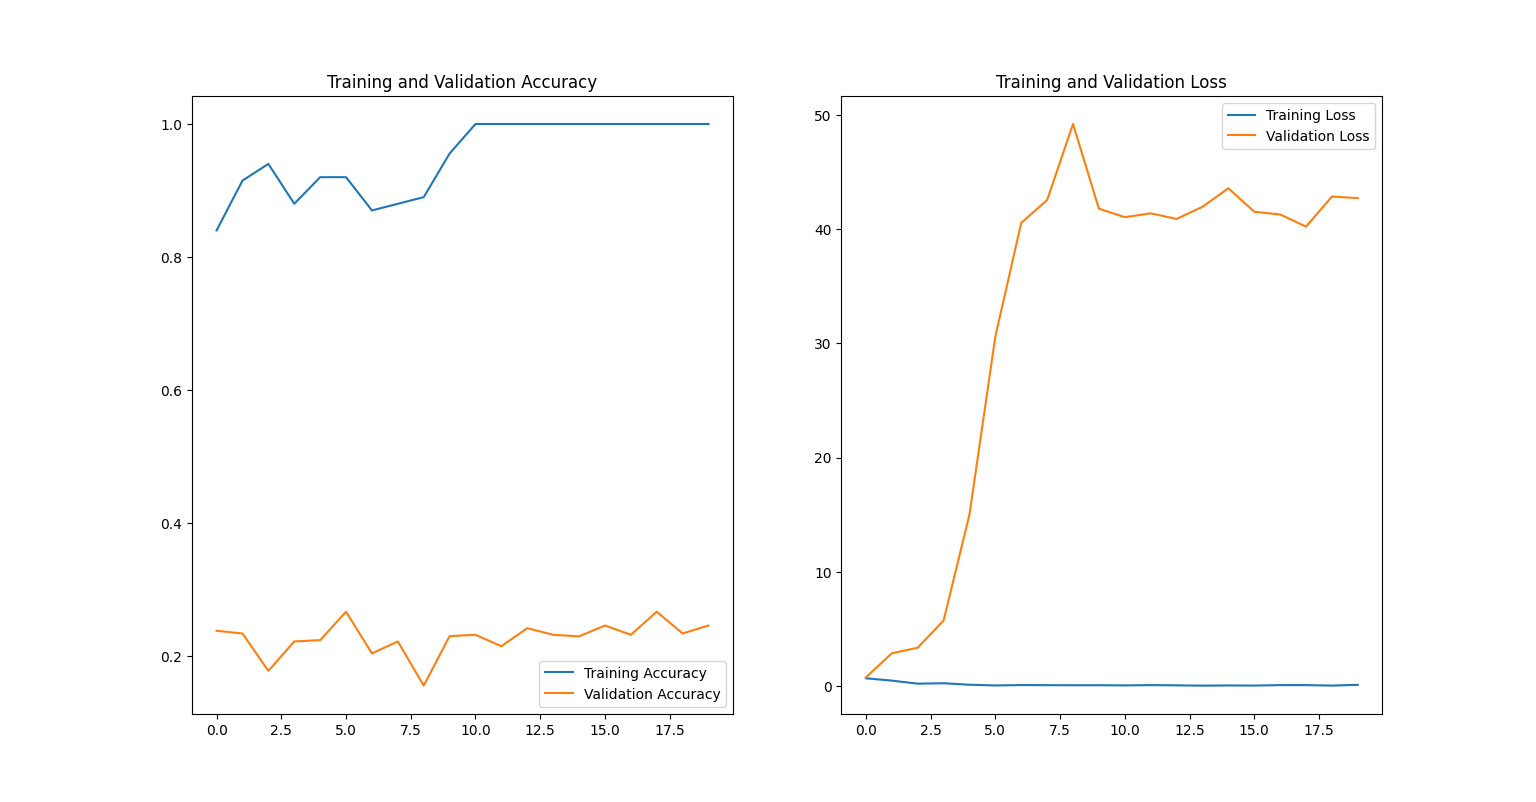 Training and Validation Accuracy
1.0
0.8
0.6
0.4
0.2
Training Accuracy
Validation Accuracy
0.0 2.5 5.0 7.5 10.0 12.5 15.0 17.5
Training and Validation Loss
50
40
30
20
10
0
Training Loss
Validation Loss
0.0 2.5 5.0 7.5 10.0 12.5 15.0 17.5